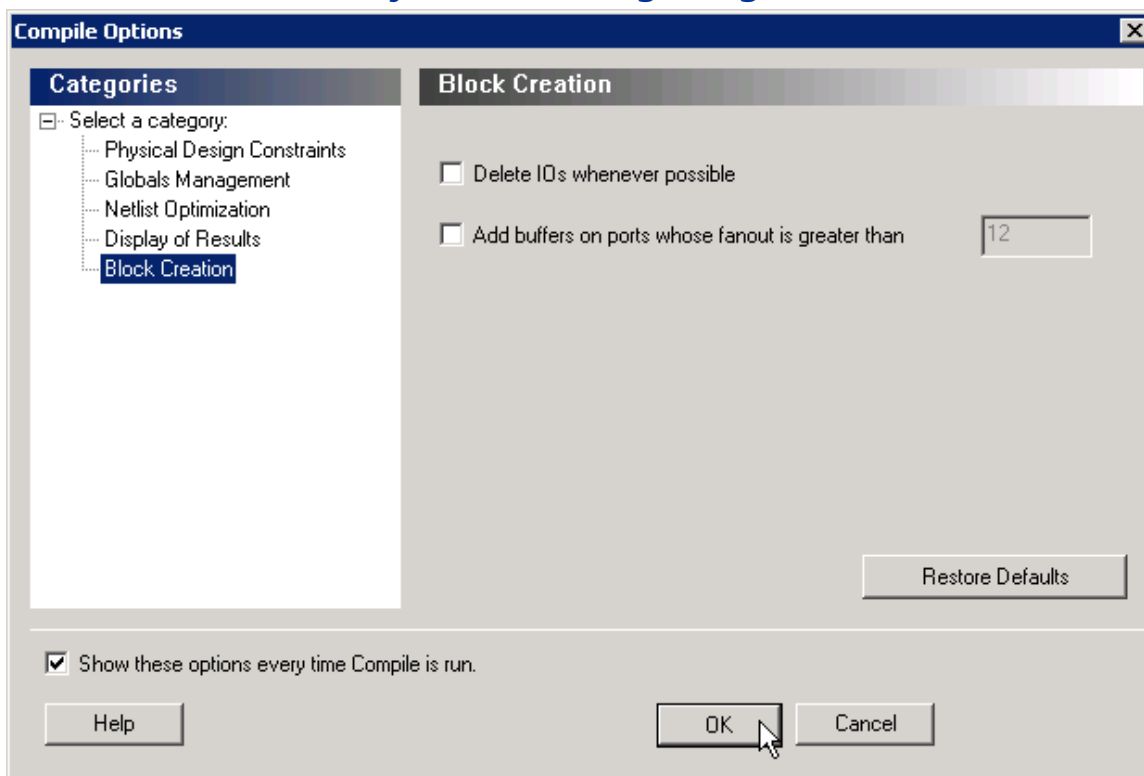 Compile Options
Categories
Select a category:
Physical Design Constraints
Globals Management
Netlist Optimization
Display of Results
Block Creation
Block Creation
Delete IOs whenever possible
Add buffers on ports whose fanout is greater than 12
Restore Defaults
Show these options every time Compile is run.
Help
OK
Cancel